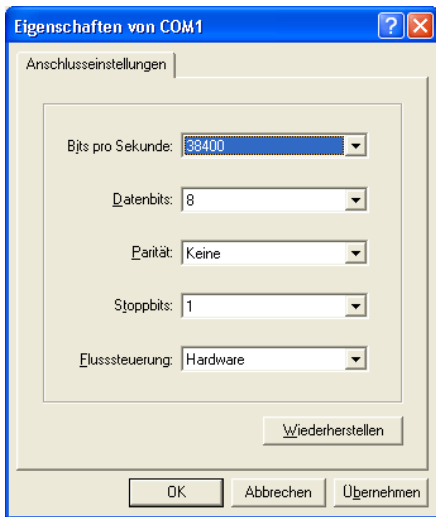 Eigenschaften von COM1
Anschlusseinstellungen
Bits pro Sekunde: 38400
Datenbits: 8
Parität: Keine
Stoppbits: 1
Flusssteuerung: Hardware
Wiederherstellen
OK Abbrechen Übernehmen